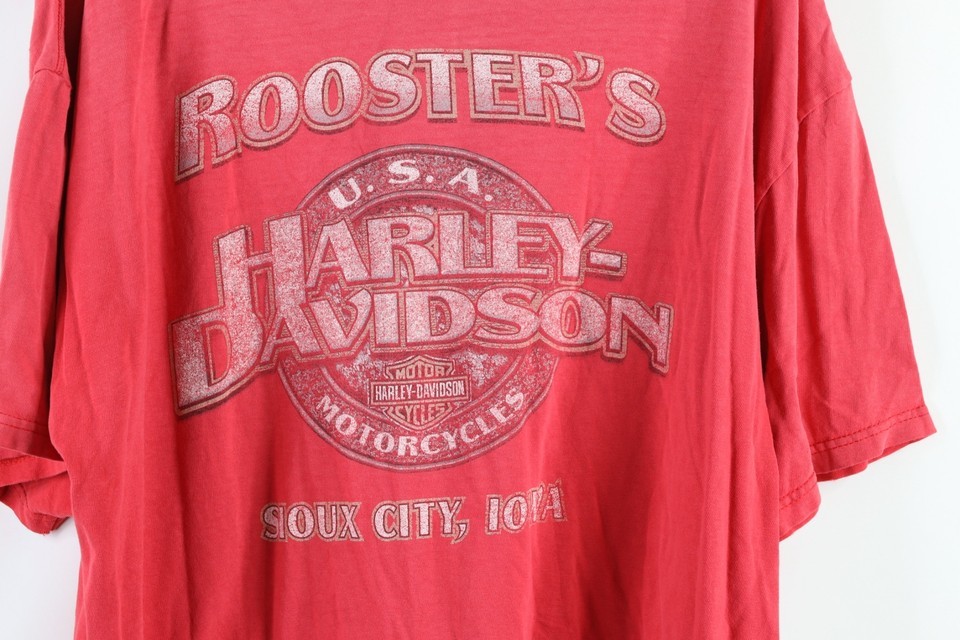 ROOSTER'S
U.S.A.
HARLEY-
DAVIDSON
MOTOR
HARLEY-DAVIDSON
CYCLES
MOTORCYCLES
SIOUX CITY, IOWA